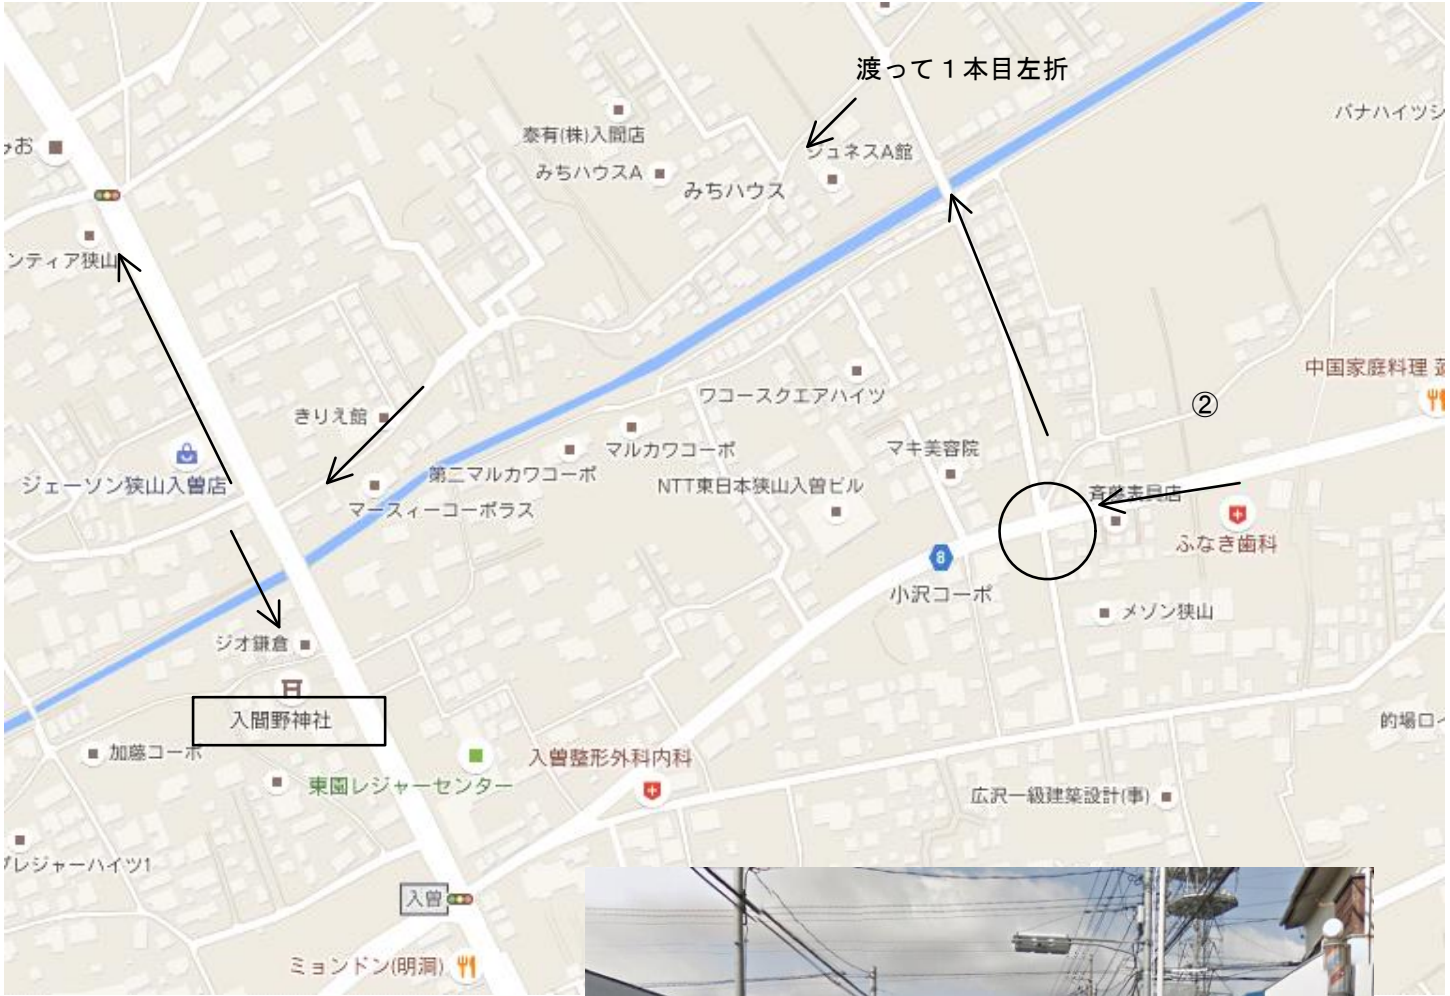 渡って1本目左折
バナハイツシ
泰有(株)入間店
みお
ジュネスA館
みちハウスA
みちハウス
ンティア狭山
中国家庭料理
ワコースクエアハイツ
②
きりえ館
マルカワコーポ
マキ美容院
第二マルカワコーポ
ジェーソン狭山入曽店
NTT東日本狭山入曽ビル
斉藤表具店
マースィーコーポラス
ふなき歯科
8
小沢コーポ
メゾン狭山
ジオ鎌倉
入間野神社
的場ロイ
加藤コーポ
入曽整形外科内科
東園レジャーセンター
広沢一級建築設計(事)
グレジャーハイツ1
入曽
ミョンドン(明洞)